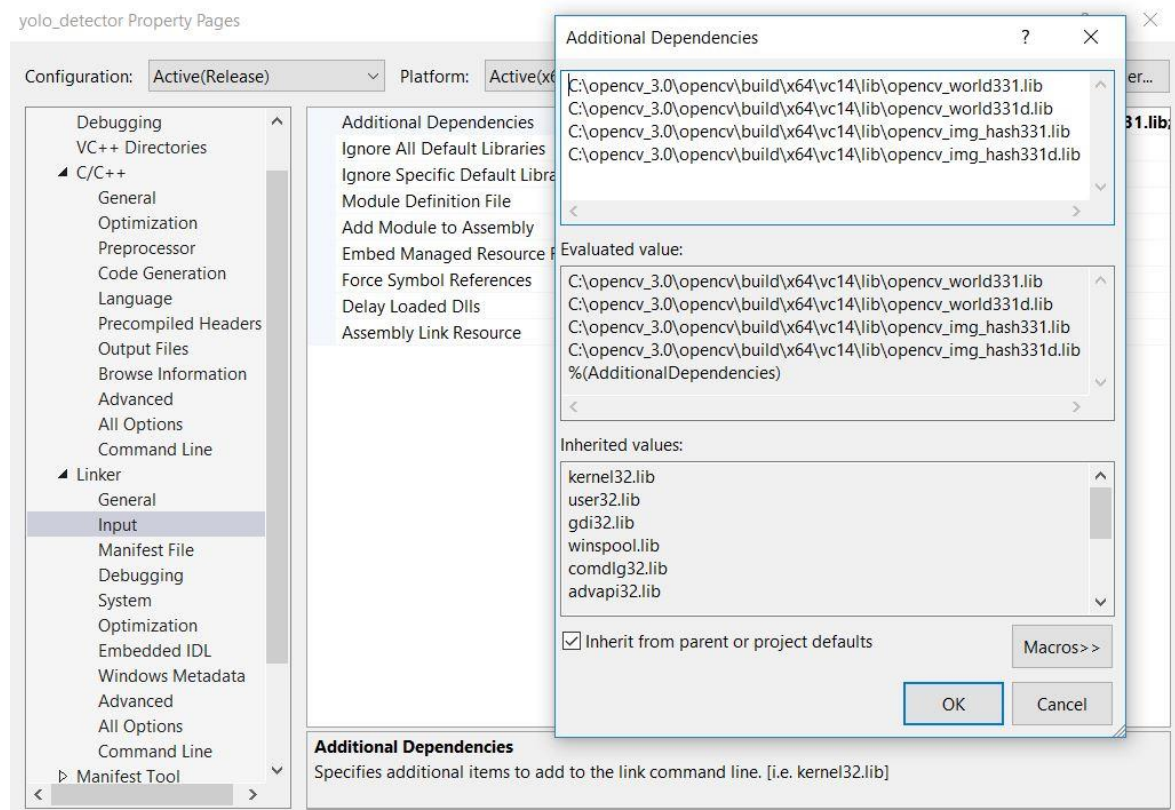 yolo_detector Property Pages
Configuration: Active(Release) Platform: Active(x6
er...
Debugging
VC++ Directories
C/C++
General
Optimization
Preprocessor
Code Generation
Language
Precompiled Headers
Output Files
Browse Information
Advanced
All Options
Command Line
Linker
General
Input
Manifest File
Debugging
System
Optimization
Embedded IDL
Windows Metadata
Advanced
All Options
Command Line
Manifest Tool
Additional Dependencies
31.lib;
Ignore All Default Libraries
Ignore Specific Default Libra
Module Definition File
Add Module to Assembly
Embed Managed Resource F
Force Symbol References
Delay Loaded Dlls
Assembly Link Resource
Additional Dependencies
Specifies additional items to add to the link command line. [i.e. kernel32.lib]
Additional Dependencies ?
C:\opencv_3.0\opencv\build\x64\vc14\lib\opencv_world331.lib
C:\opencv_3.0\opencv\build\x64\vc14\lib\opencv_world331d.lib
C:\opencv_3.0\opencv\build\x64\vc14\lib\opencv_img_hash331.lib
C:\opencv_3.0\opencv\build\x64\vc14\lib\opencv_img_hash331d.lib
Evaluated value:
C:\opencv_3.0\opencv\build\x64\vc14\lib\opencv_world331.lib
C:\opencv_3.0\opencv\build\x64\vc14\lib\opencv_world331d.lib
C:\opencv_3.0\opencv\build\x64\vc14\lib\opencv_img_hash331.lib
C:\opencv_3.0\opencv\build\x64\vc14\lib\opencv_img_hash331d.lib
%(AdditionalDependencies)
Inherited values:
kernel32.lib
user32.lib
gdi32.lib
winspool.lib
comdlg32.lib
advapi32.lib
Inherit from parent or project defaults
Macros>>
OK Cancel